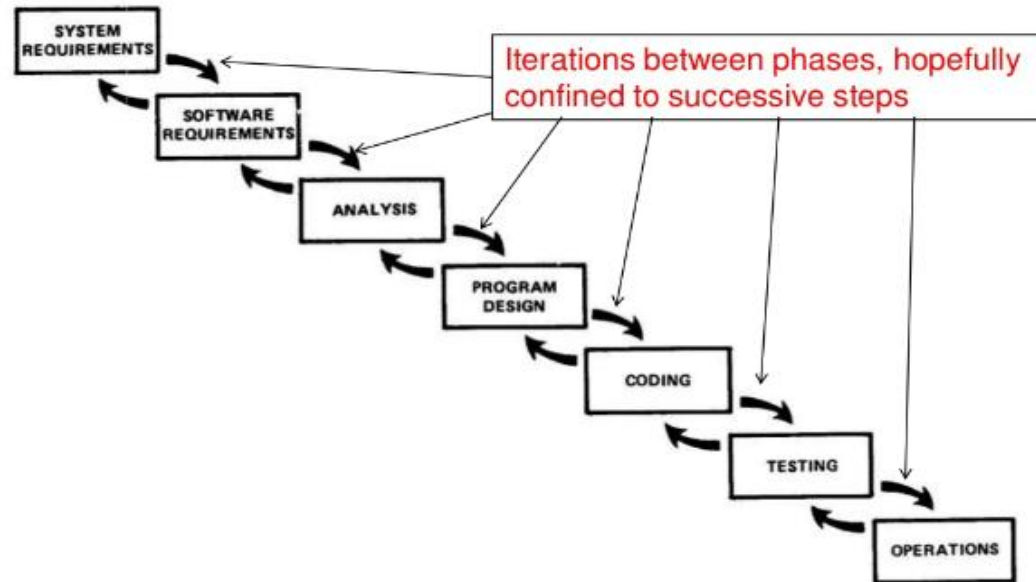 SYSTEM
REQUIREMENTS
Iterations between phases, hopefully
confined to successive steps
SOFTWARE
REQUIREMENTS
ANALYSIS
PROGRAM
DESIGN
CODING
TESTING
OPERATIONS